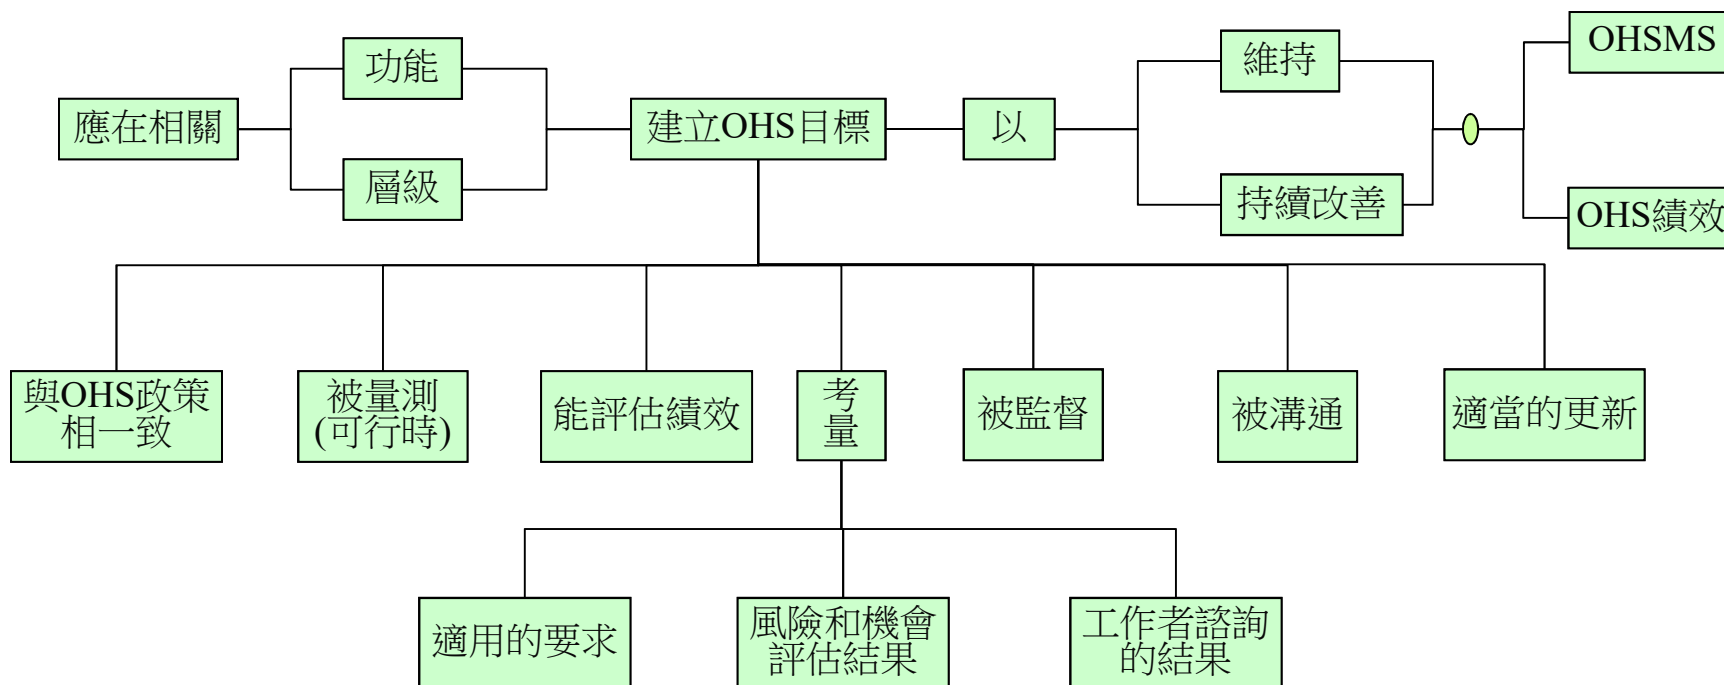 OHSMS
功能
維持
應在相關
建立OHS目標
以
層級
持續改善
OHS績效
與OHS政策
相一致
被量測
(可行時)
能評估績效
考
量
被監督
被溝通
適當的更新
適用的要求
風險和機會
評估結果
工作者諮詢
的結果